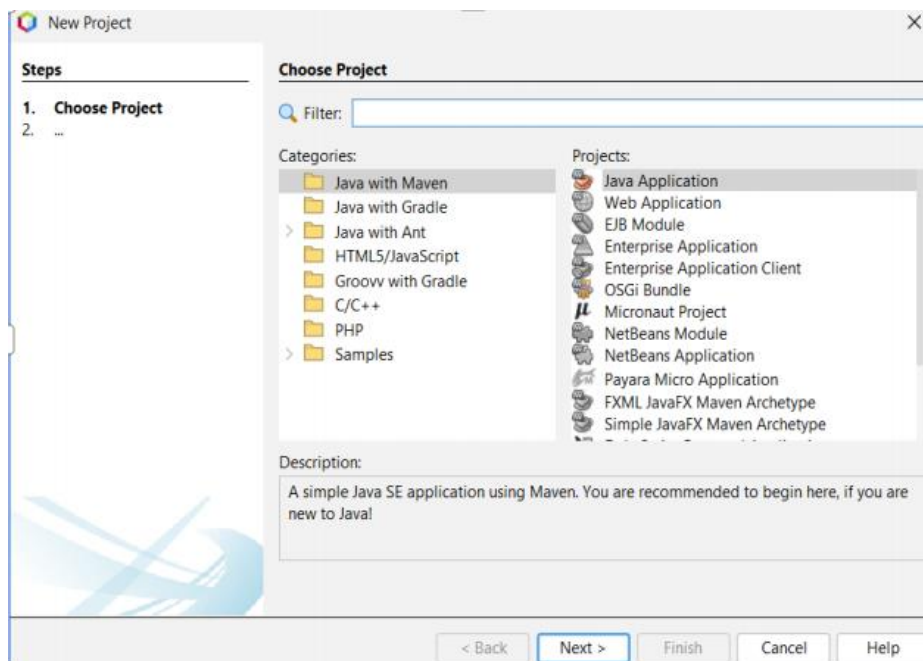 New Project
Steps
1. Choose Project
2. ...
Choose Project
Filter:
Categories:
Java with Maven
Java with Gradle
Java with Ant
HTML5/JavaScript
Groovv with Gradle
C/C++
PHP
Samples
Projects:
Java Application
Web Application
EJB Module
Enterprise Application
Enterprise Application Client
OSGi Bundle
Micronaut Project
NetBeans Module
NetBeans Application
Payara Micro Application
FXML JavaFX Maven Archetype
Simple JavaFX Maven Archetype
Description:
A simple Java SE application using Maven. You are recommended to begin here, if you are
new to Java!
< Back
Next >
Finish
Cancel
Help